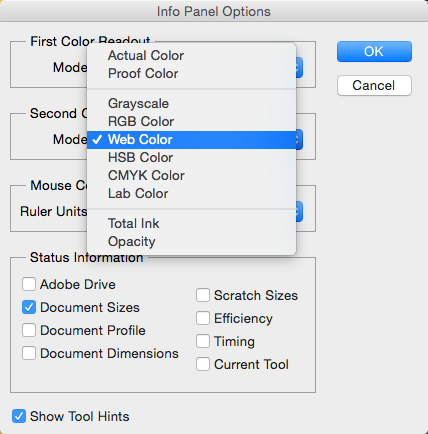 Info Panel Options
First Color Readout
Mode
OK
Cancel
Second C
Mode
Mouse Co
Ruler Units
Actual Color
Proof Color
Grayscale
RGB Color
✓ Web Color
HSB Color
CMYK Color
Lab Color
Total Ink
Opacity
Status Information
Adobe Drive
Document Sizes
Document Profile
Document Dimensions
Scratch Sizes
Efficiency
Timing
Current Tool
Show Tool Hints